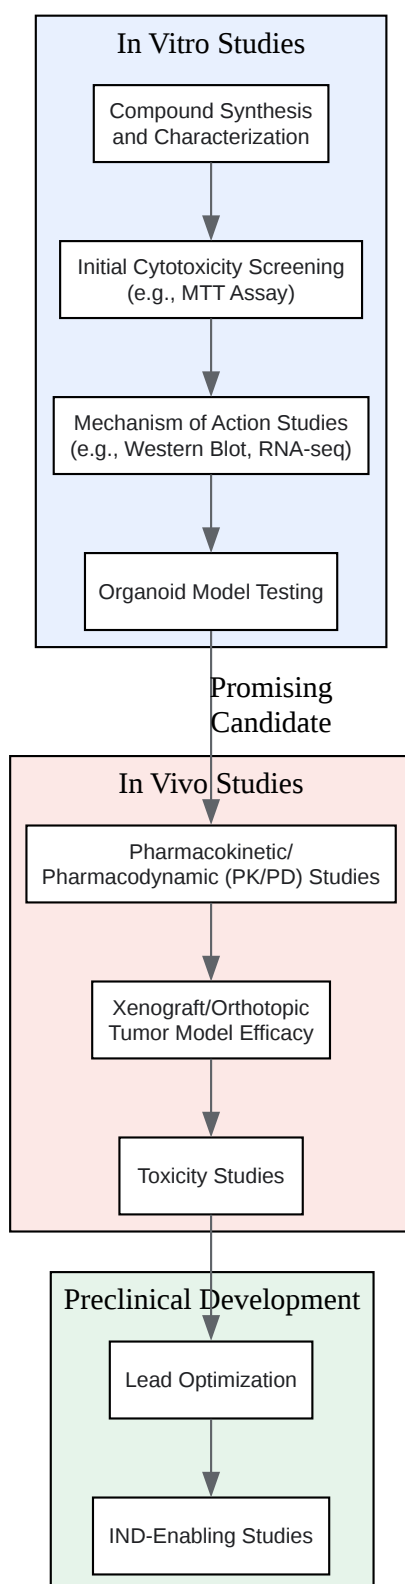 In Vitro Studies
Compound Synthesis
and Characterization
Initial Cytotoxicity Screening
(e.g., MTT Assay)
Mechanism of Action Studies
(e.g., Western Blot, RNA-seq)
Organoid Model Testing
Promising
Candidate
In Vivo Studies
Pharmacokinetic/
Pharmacodynamic (PK/PD) Studies
Xenograft/Orthotopic
Tumor Model Efficacy
Toxicity Studies
Preclinical Development
Lead Optimization
IND-Enabling Studies